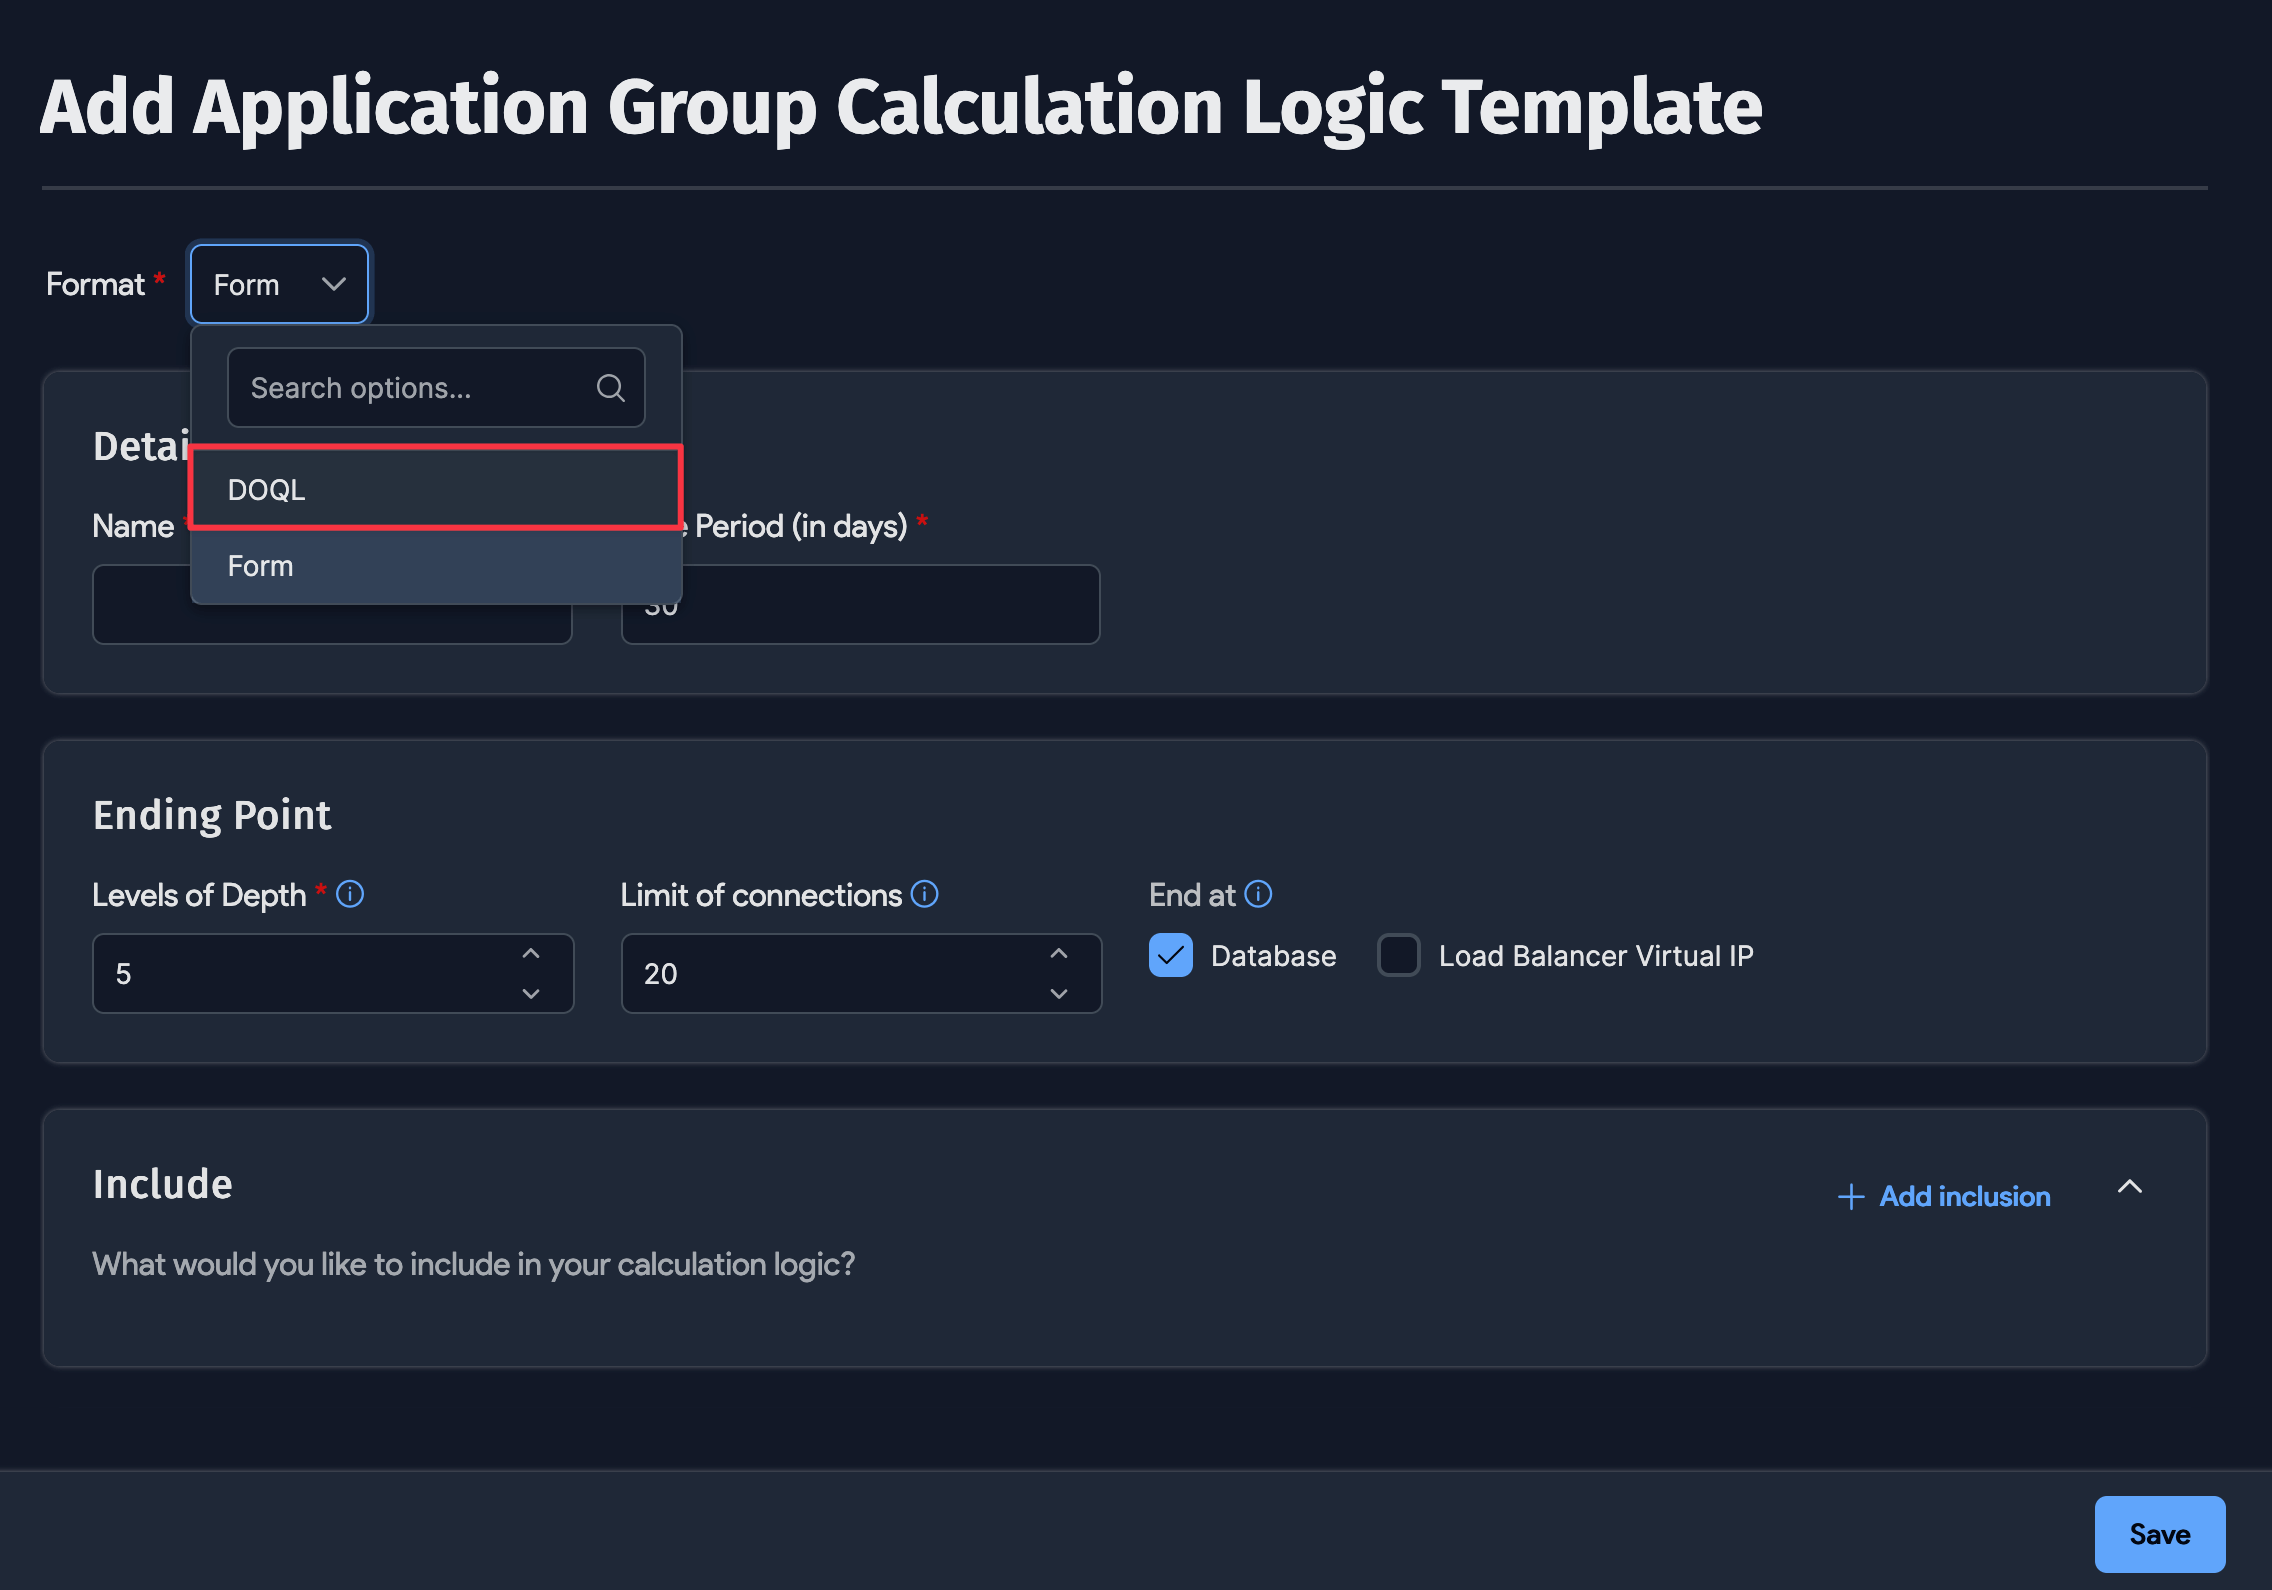 Add Application Group Calculation Logic Template
Format * Form
Search options...
DOQL
Form
Name
Period (in days) *
30
Ending Point
Levels of Depth * Limit of connections End at
5 20 Database Load Balancer Virtual IP
Include
Add inclusion
What would you like to include in your calculation logic?
Save